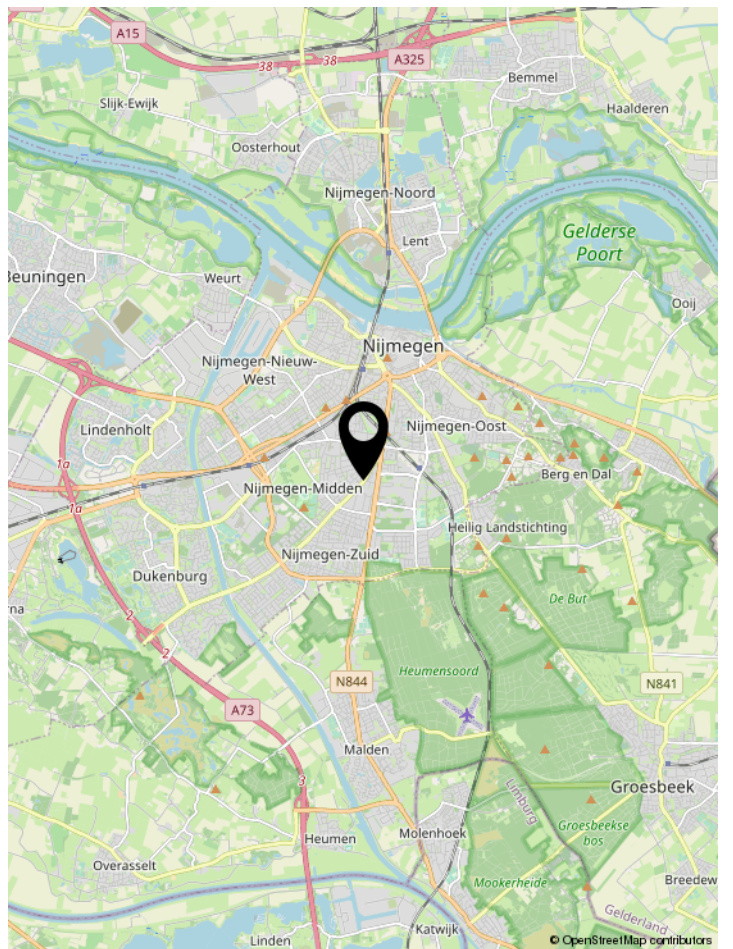 A15
38
38
A325
Bemmel
Slijk-Ewijk
Haalderen
Oosterhout
Nijmegen-Noord
Lent
Gelderse
Poort
Beuningen
Weurt
Ooij
Nijmegen
Nijmegen-Nieuw-
West
Lindenholt
Nijmegen-Oost
1a
Berg en Dal
Nijmegen-Midden
1a
Heilig Landstichting
Nijmegen-Zuid
Dukenburg
De But
rna
2
2
Heumensoord
N844
N841
A73
Malden
3
Groesbeek
Limburg
Groesbeekse
bos
Molenhoek
Heumen
Overasselt
Mookerheide
Breedew
Gelderland
Katwijk
Linden
© OpenStreetMap contributors